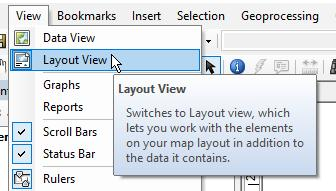 View Bookmarks Insert Selection Geoprocessing
Data View
Layout View
Graphs
Reports
Scroll Bars
Status Bar
Rulers
Layout View
Switches to Layout view, which
lets you work with the elements
on your map layout in addition to
the data it contains.